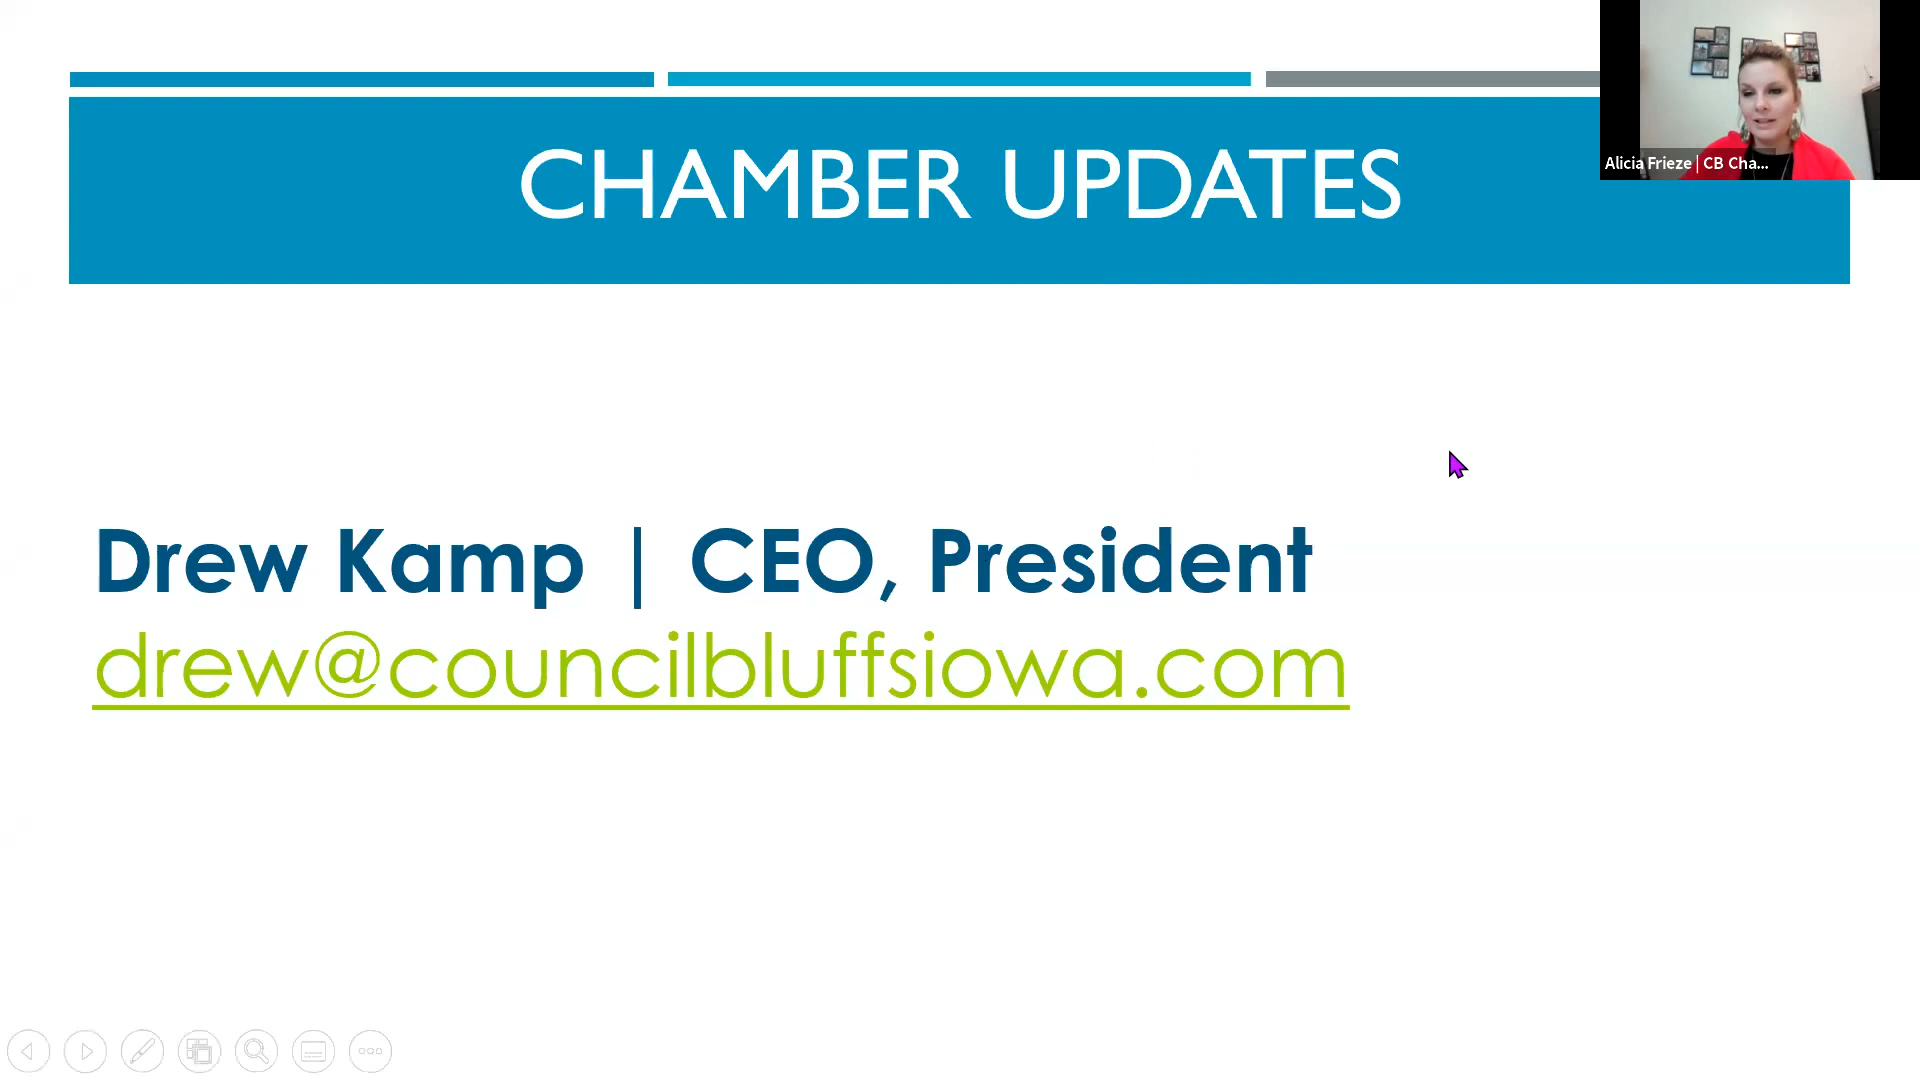 CHAMBER UPDATES
Alicia Frieze | CB Cha...
Drew Kamp | CEO, President
drew@councilbluffsiowa.com